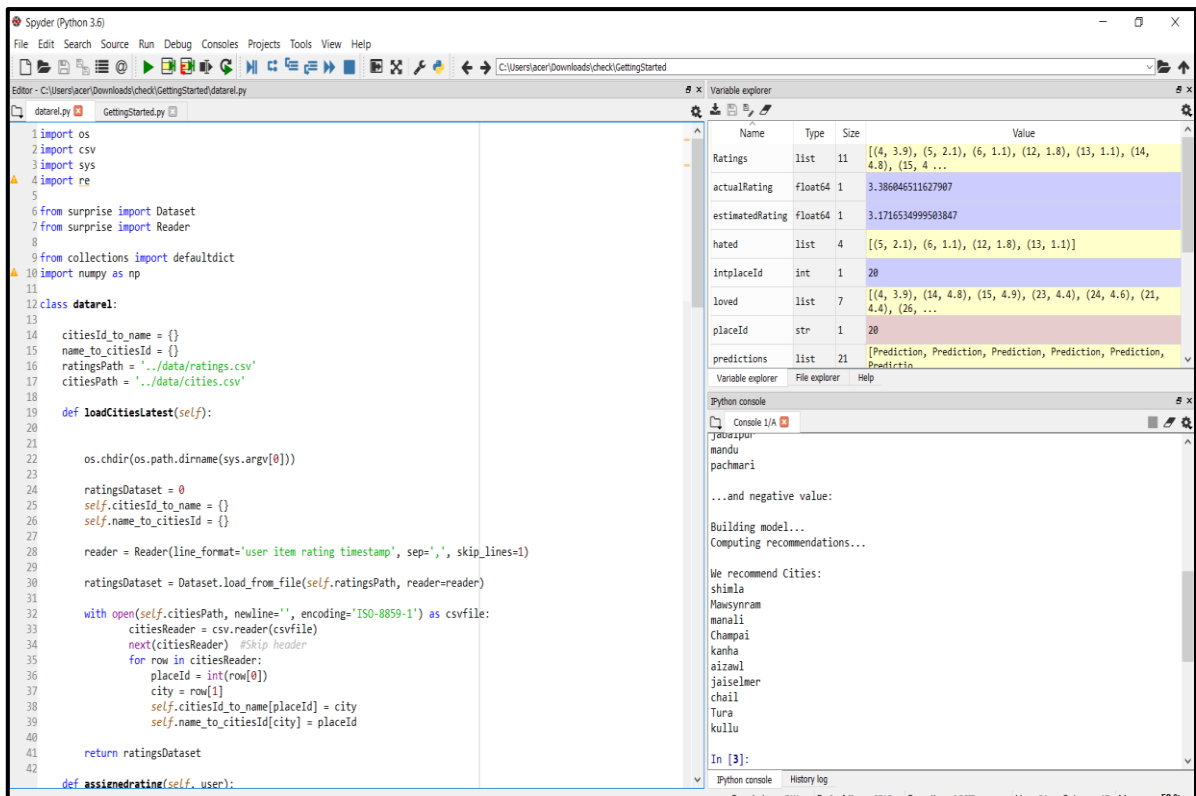 Spyder (Python 3.6)
File Edit Search Source Run Debug Consoles Projects Tools View Help
C:\Users\acer\Downloads\check\GettingStarted
Editor - C:\Users\acer\Downloads\check\GettingStarted\datarel.py
datarel.py GettingStarted.py
1 import os
2 import csv
3 import sys
4 import re
5
6 from surprise import Dataset
7 from surprise import Reader
8
9 from collections import defaultdict
10 import numpy as np
11
12 class datarel:
13
14 citiesId_to_name = {}
15 name_to_citiesId = {}
16 ratingsPath = '../data/ratings.csv'
17 citiesPath = '../data/cities.csv'
18
19 def loadCitiesLatest(self):
20
21
22 os.chdir(os.path.dirname(sys.argv[0]))
23
24 ratingsDataset = 0
25 self.citiesId_to_name = {}
26 self.name_to_citiesId = {}
27
28 reader = Reader(line_format='user item rating timestamp', sep=',', skip_lines=1)
29
30 ratingsDataset = Dataset.load_from_file(self.ratingsPath, reader=reader)
31
32 with open(self.citiesPath, newline='', encoding='ISO-8859-1') as csvfile:
33 citiesReader = csv.reader(csvfile)
34 next(citiesReader) #Skip header
35 for row in citiesReader:
36 placeId = int(row[0])
37 city = row[1]
38 self.citiesId_to_name[placeId] = city
39 self.name_to_citiesId[city] = placeId
40
41 return ratingsDataset
42
def assignedrating(self, user):
Variable explorer
Name Type Size Value
Ratings list 11 [(4, 3.9), (5, 2.1), (6, 1.1), (12, 1.8), (13, 1.1), (14,
4.8), (15, 4 ...
actualRating float64 1 3.386046511627907
estimatedRating float64 1 3.1716534999503847
hated list 4 [(5, 2.1), (6, 1.1), (12, 1.8), (13, 1.1)]
intplaceId int 1 20
loved list 7 [(4, 3.9), (14, 4.8), (15, 4.9), (23, 4.4), (24, 4.6), (21,
4.4), (26, ...
placeId str 1 20
predictions list 21 [Prediction, Prediction, Prediction, Prediction, Prediction,
Predictio
Variable explorer File explorer Help
IPython console
Console 1/A
jabalpur
mandu
pachmari
...and negative value:
Building model...
Computing recommendations...
We recommend Cities:
shimla
Mawsynram
manali
Champai
kanha
aizawl
jaiselmer
chail
Tura
kullu
In [3]:
IPython console History log